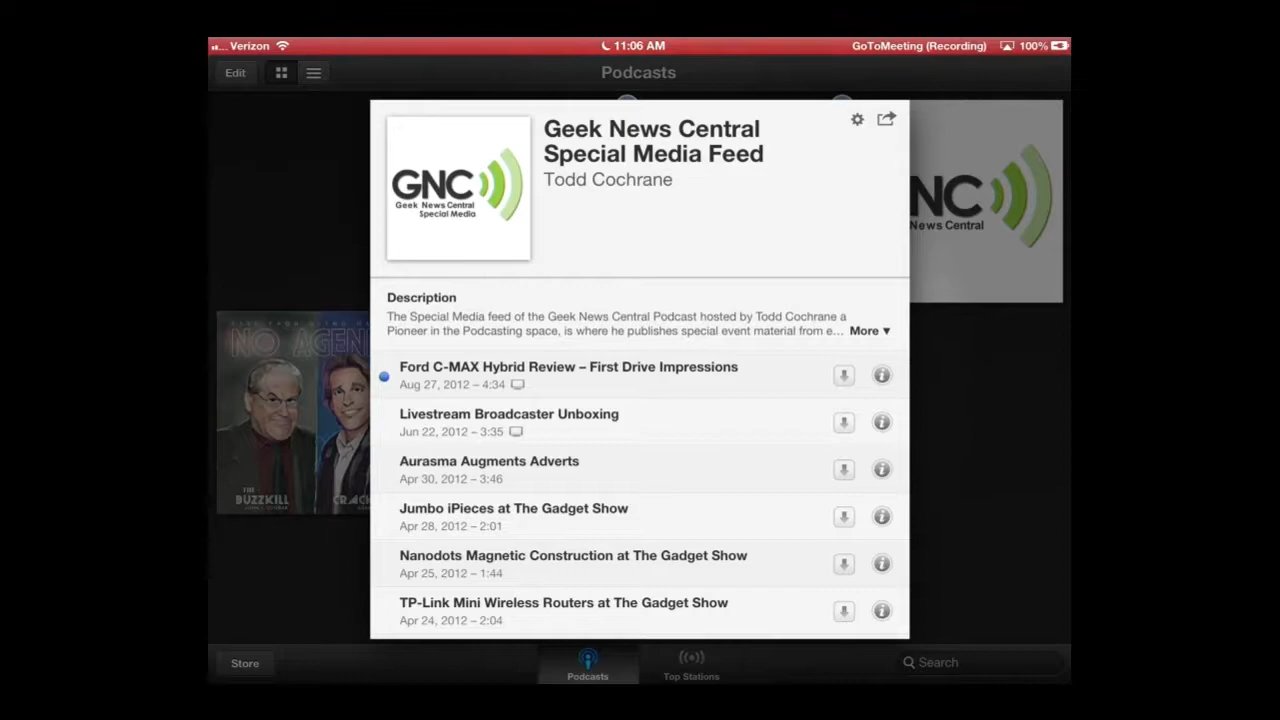 ... Verizon 11:06 AM GoToMeeting (Recording) 100%
Edit Podcasts
Geek News Central
Special Media Feed
Todd Cochrane
GNC
Geek News Central
Special Media
NC
News Central
Description
The Special Media feed of the Geek News Central Podcast hosted by Todd Cochrane a
Pioneer in the Podcasting space, is where he publishes special event material from e... More ▼
NO AGEN
THE
BUZZKILL
CRACK
Ford C-MAX Hybrid Review – First Drive Impressions
Aug 27, 2012 – 4:34
Livestream Broadcaster Unboxing
Jun 22, 2012 – 3:35
Aurasma Augments Adverts
Apr 30, 2012 – 3:46
Jumbo iPieces at The Gadget Show
Apr 28, 2012 – 2:01
Nanodots Magnetic Construction at The Gadget Show
Apr 25, 2012 – 1:44
TP-Link Mini Wireless Routers at The Gadget Show
Apr 24, 2012 – 2:04
Store Podcasts Top Stations Search